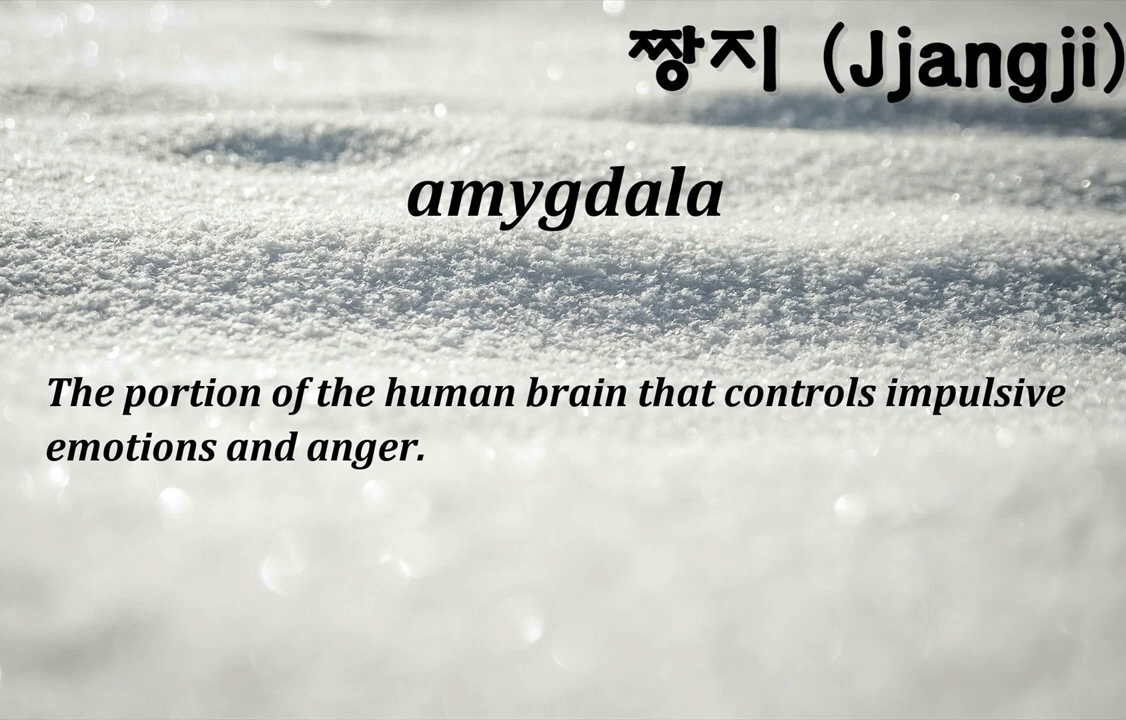 짱지 (Jjangji)
amygdala
The portion of the human brain that controls impulsive
emotions and anger.